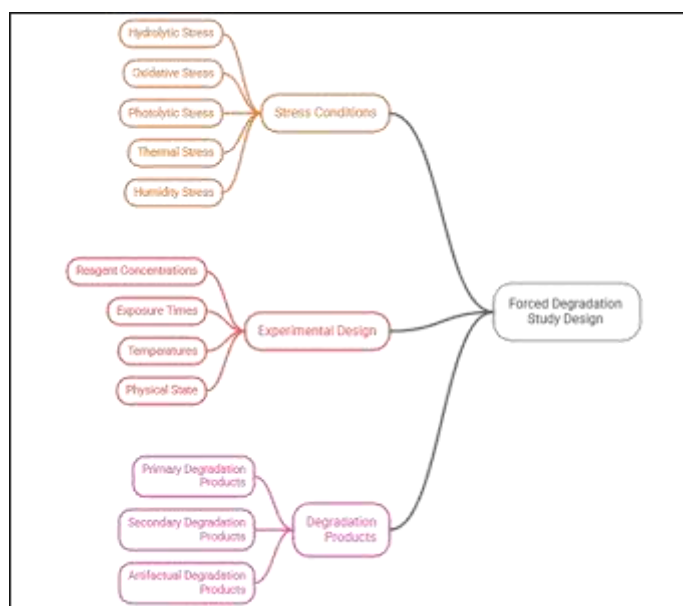 Hydrolytic Stress
Oxidative Stress
Photolytic Stress
Thermal Stress
Humidity Stress
Stress Conditions
Reagent Concentrations
Exposure Times
Temperatures
Physical State
Experimental Design
Primary Degradation
Products
Secondary Degradation
Products
Artifactual Degradation
Products
Degradation
Products
Forced Degradation
Study Design